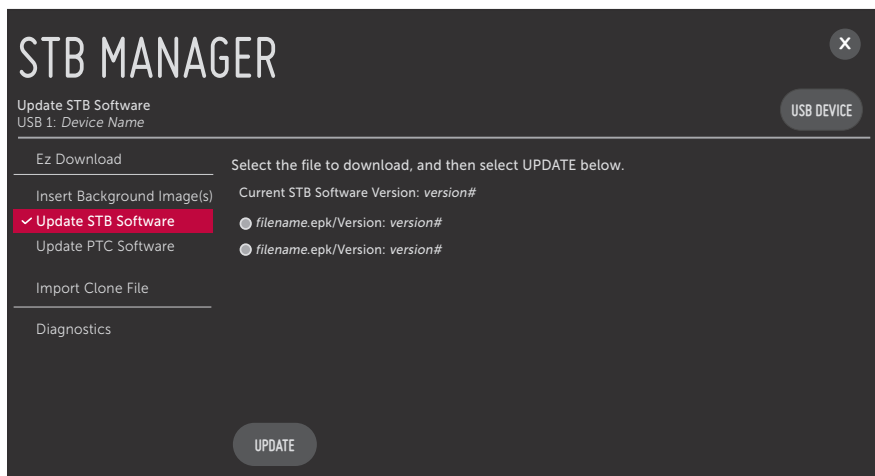 STB MANAGER
X
Update STB Software
USB 1: Device Name
USB DEVICE
Ez Download
Insert Background Image(s)
Update STB Software
Update PTC Software
Import Clone File
Diagnostics
Select the file to download, and then select UPDATE below.
Current STB Software Version: version#
filename.epk/Version: version#
filename.epk/Version: version#
UPDATE